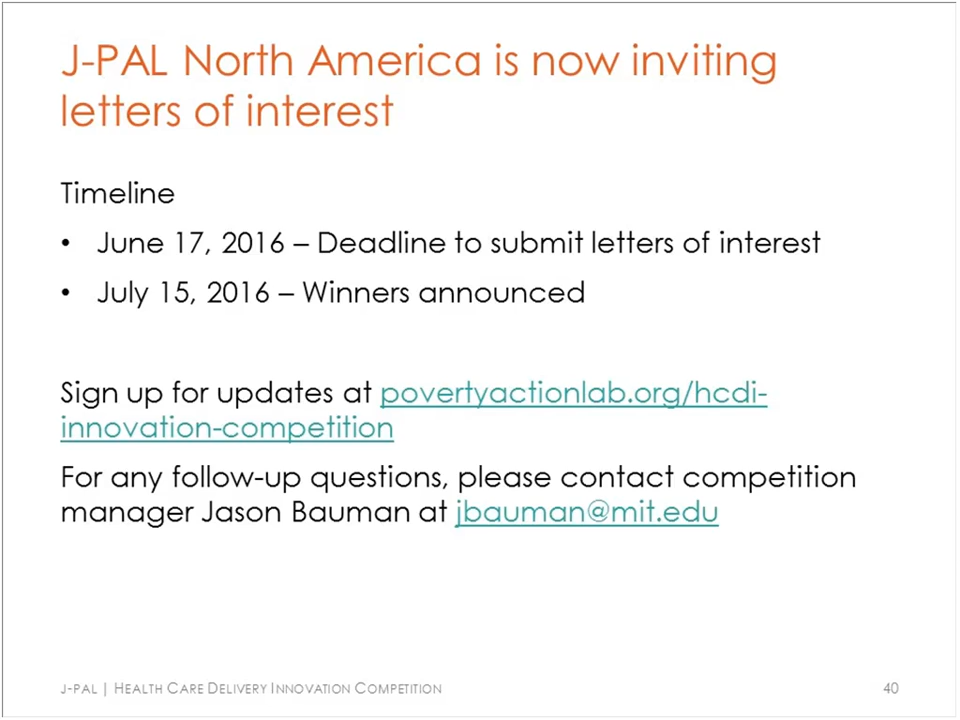 J-PAL North America is now inviting
letters of interest
Timeline
• June 17, 2016 – Deadline to submit letters of interest
• July 15, 2016 – Winners announced
Sign up for updates at povertyactionlab.org/hcdi-
innovation-competition
For any follow-up questions, please contact competition
manager Jason Bauman at jbauman@mit.edu
J-PAL | HEALTH CARE DELIVERY INNOVATION COMPETITION 40